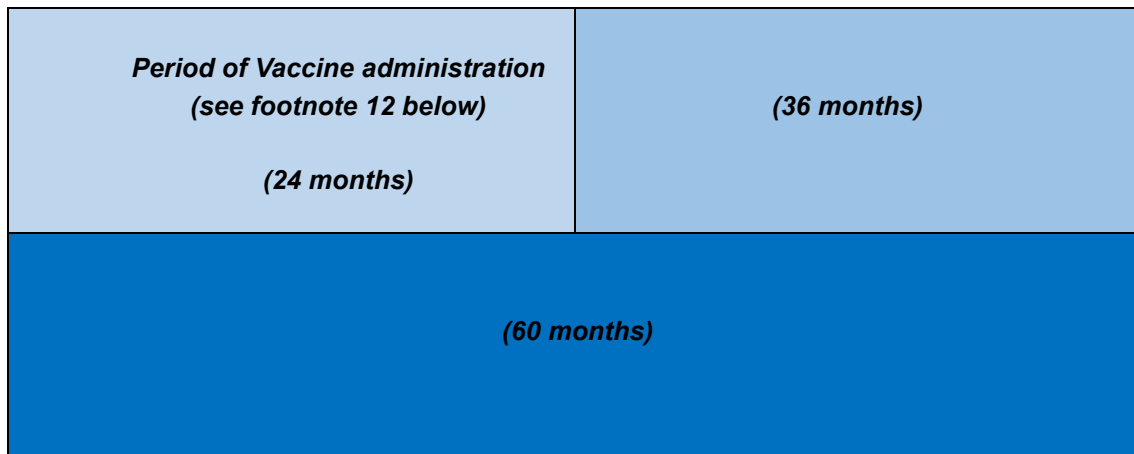 Period of Vaccine administration
(see footnote 12 below)
(24 months)
(36 months)
(60 months)